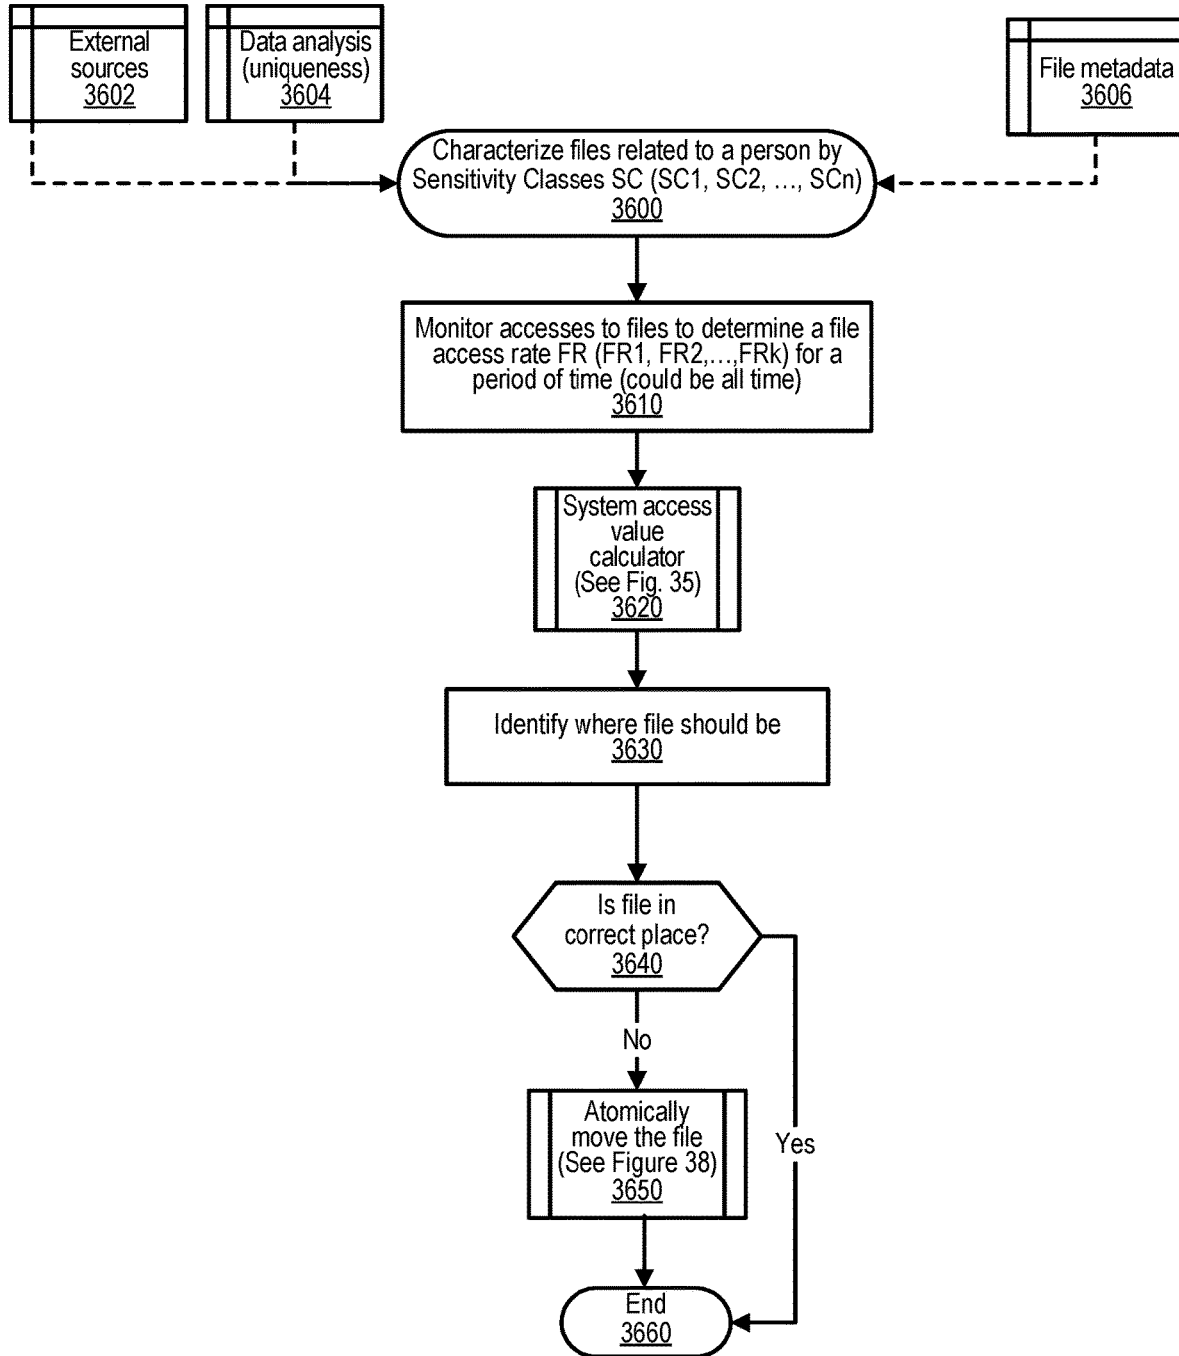 External
sources
3602
Data analysis
(uniqueness)
3604
File metadata
3606
Characterize files related to a person by
Sensitivity Classes SC (SC1, SC2, …, SCn)
3600
Monitor accesses to files to determine a file
access rate FR (FR1, FR2,…,FRk) for a
period of time (could be all time)
3610
System access
value
calculator
(See Fig. 35)
3620
Identify where file should be
3630
Is file in
correct place?
3640
No
Yes
Atomically
move the file
(See Figure 38)
3650
End
3660